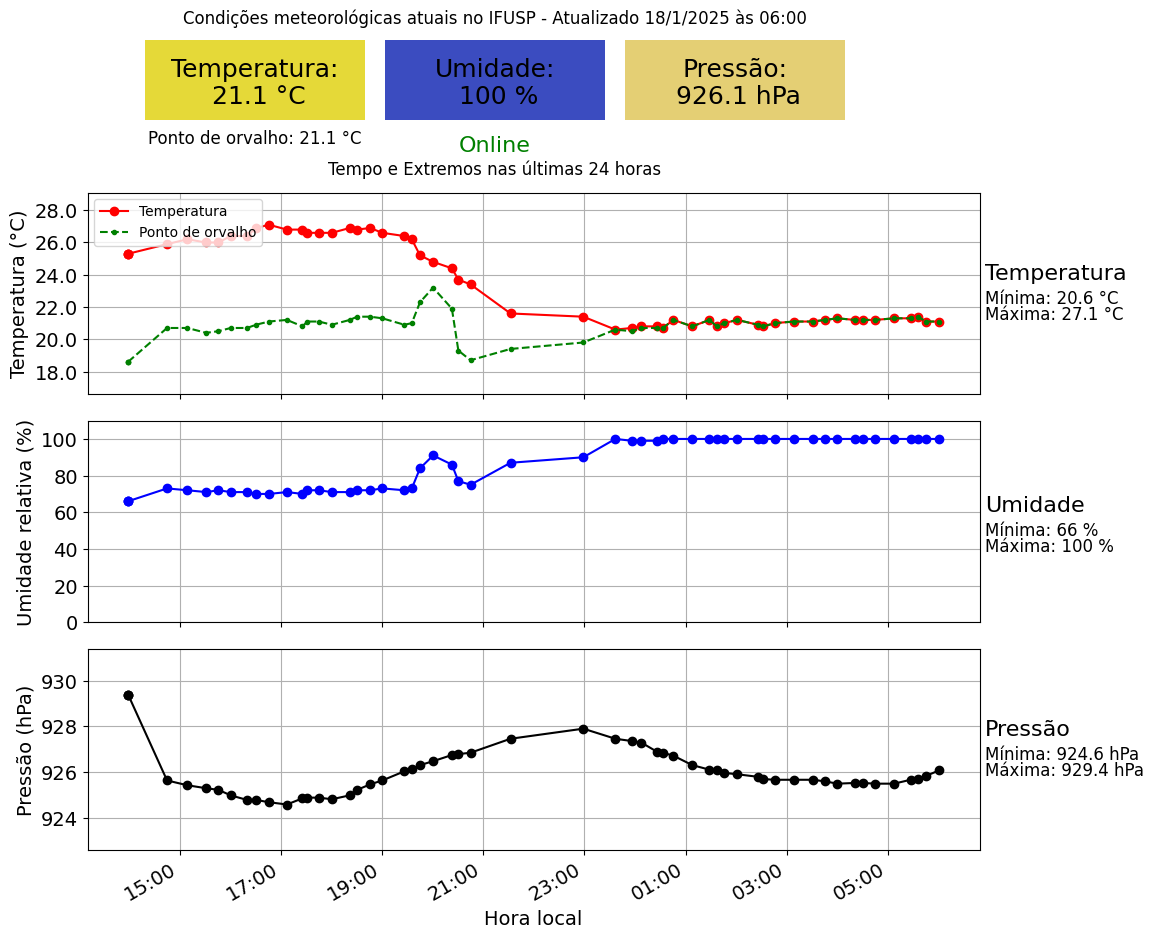 Condições meteorológicas atuais no IFUSP - Atualizado 18/1/2025 às 06:00
Temperatura:
21.1 °C
Umidade:
100 %
Pressão:
926.1 hPa
Ponto de orvalho: 21.1 °C
Online
Tempo e Extremos nas últimas 24 horas
Temperatura (°C)
28.0
26.0
24.0
22.0
20.0
18.0
Temperatura
Ponto de orvalho
Temperatura
Mínima: 20.6 °C
Máxima: 27.1 °C
Umidade relativa (%)
100
80
60
40
20
0
Umidade
Mínima: 66 %
Máxima: 100 %
Pressão (hPa)
930
928
926
924
Pressão
Mínima: 924.6 hPa
Máxima: 929.4 hPa
15:00 17:00 19:00 21:00 23:00 01:00 03:00 05:00
Hora local